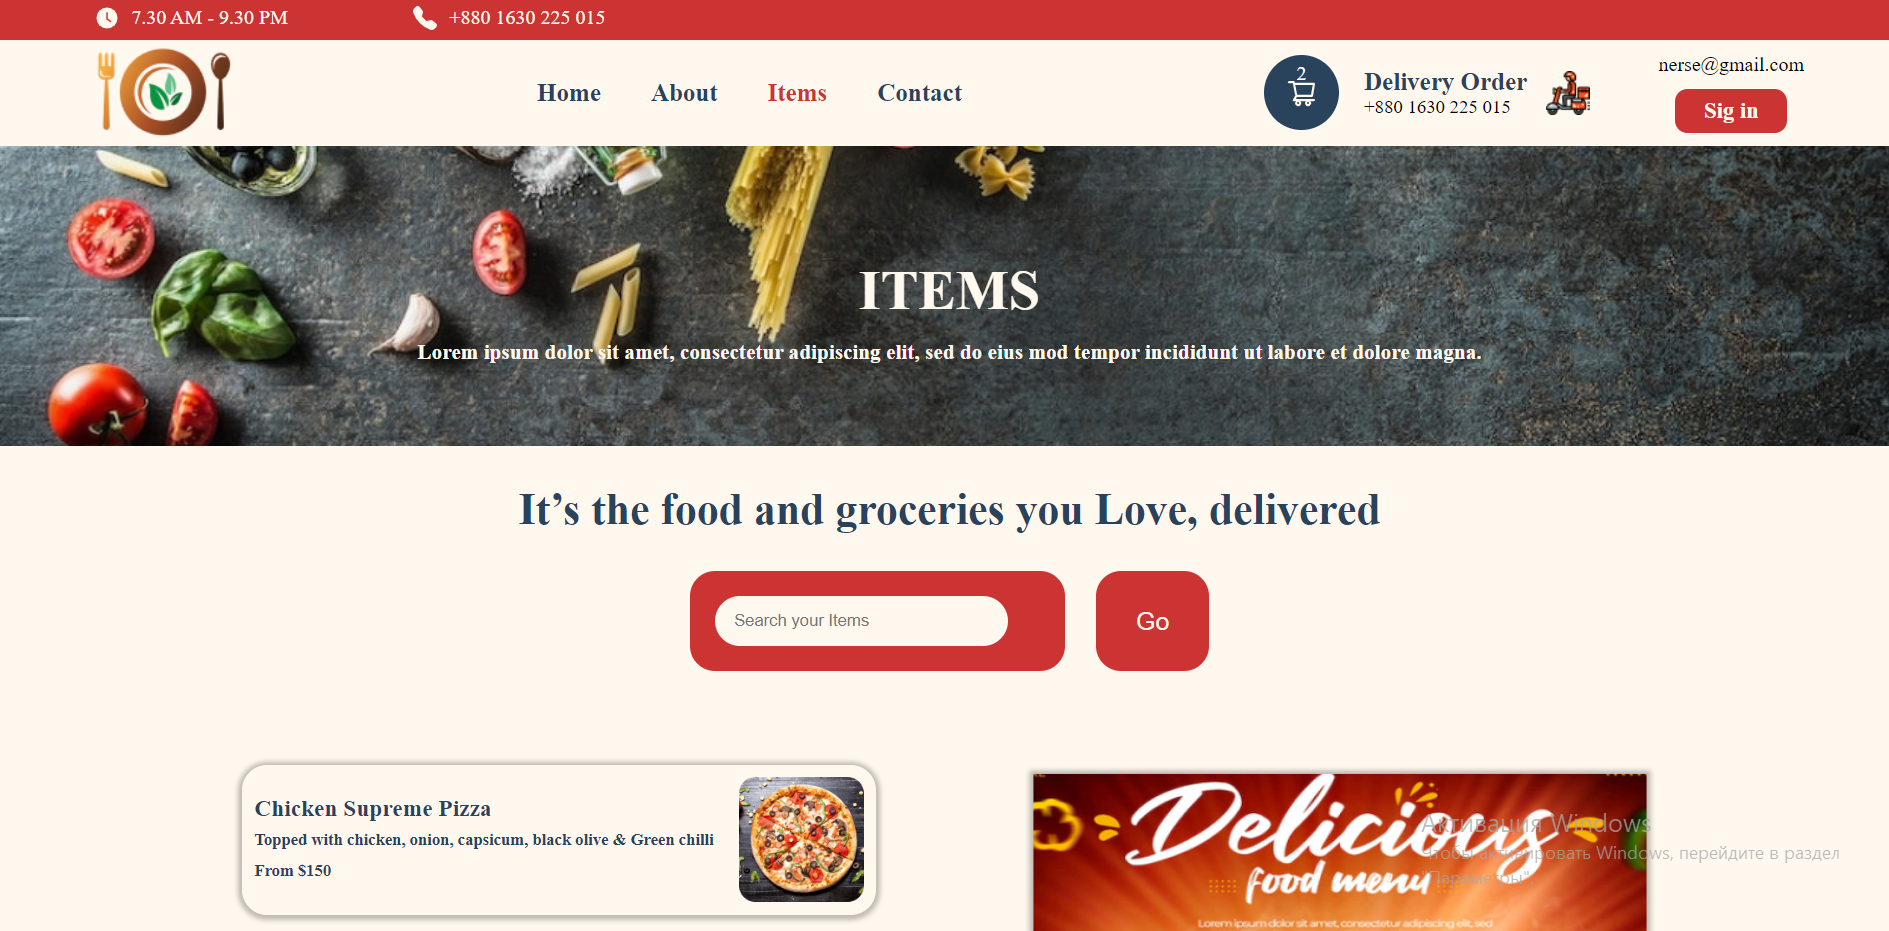 7.30 AM - 9.30 PM
+880 1630 225 015
Home
About
Items
Contact
2
Delivery Order
+880 1630 225 015
nerse@gmail.com
Sig in
ITEMS
Lorem ipsum dolor sit amet, consectetur adipiscing elit, sed do eius mod tempor incididunt ut labore et dolore magna.
It’s the food and groceries you Love, delivered
Search your Items
Go
Chicken Supreme Pizza
Topped with chicken, onion, capsicum, black olive & Green chilli
From $150
Delicious
food menu
Lorem ipsum dolor sit amet, consectetur adipiscing elit, sed
Активация Windows
Чтобы активировать Windows, перейдите в раздел
"Параметры".